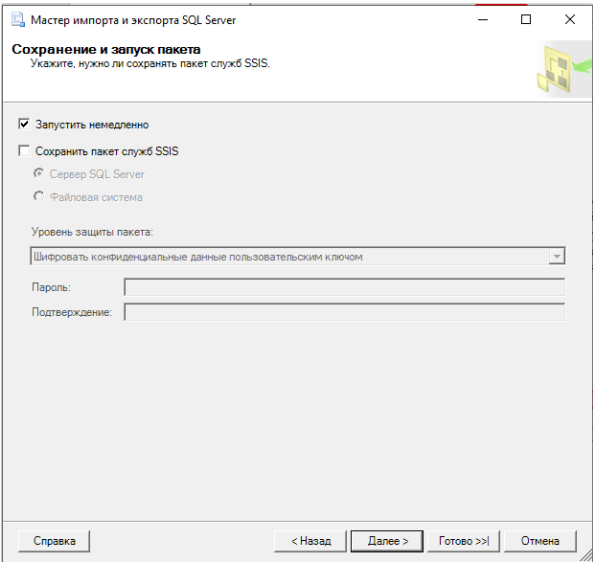 Мастер импорта и экспорта SQL Server
Сохранение и запуск пакета
Укажите, нужно ли сохранять пакет служб SSIS.
Запустить немедленно
Сохранить пакет служб SSIS
Сервер SQL Server
Файловая система
Уровень защиты пакета:
Шифровать конфиденциальные данные пользовательским ключом
Пароль:
Подтверждение:
Справка
< Назад
Далее >
Готово >>|
Отмена